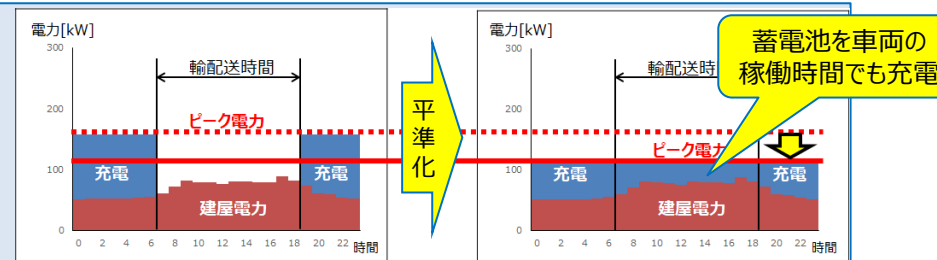 電力[kW]
300
200
100
0
輸配送時間
ピーク電力
充電
充電
建屋電力
0 2 4 6 8 10 12 14 16 18 20 22 時間
平準化
電力[kW]
300
200
100
0
輸配送時
蓄電池を車両の
稼働時間でも充電
ピーク電力
充電
充電
建屋電力
0 2 4 6 8 10 12 14 16 18 20 22 時間